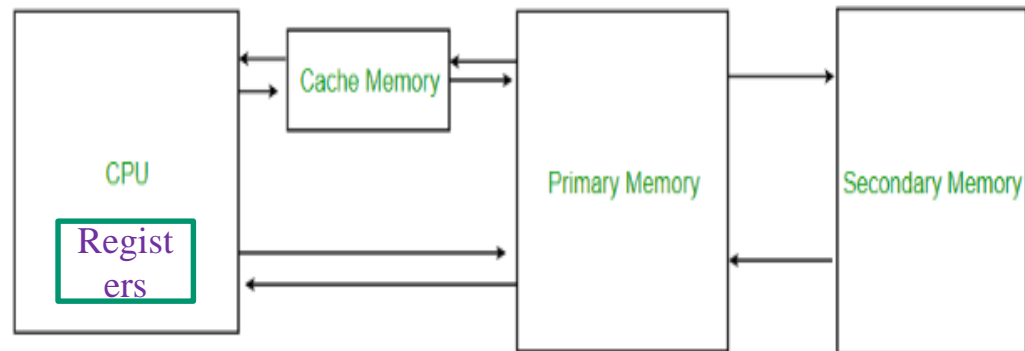 Cache Memory
CPU
Primary Memory
Secondary Memory
Regist
ers